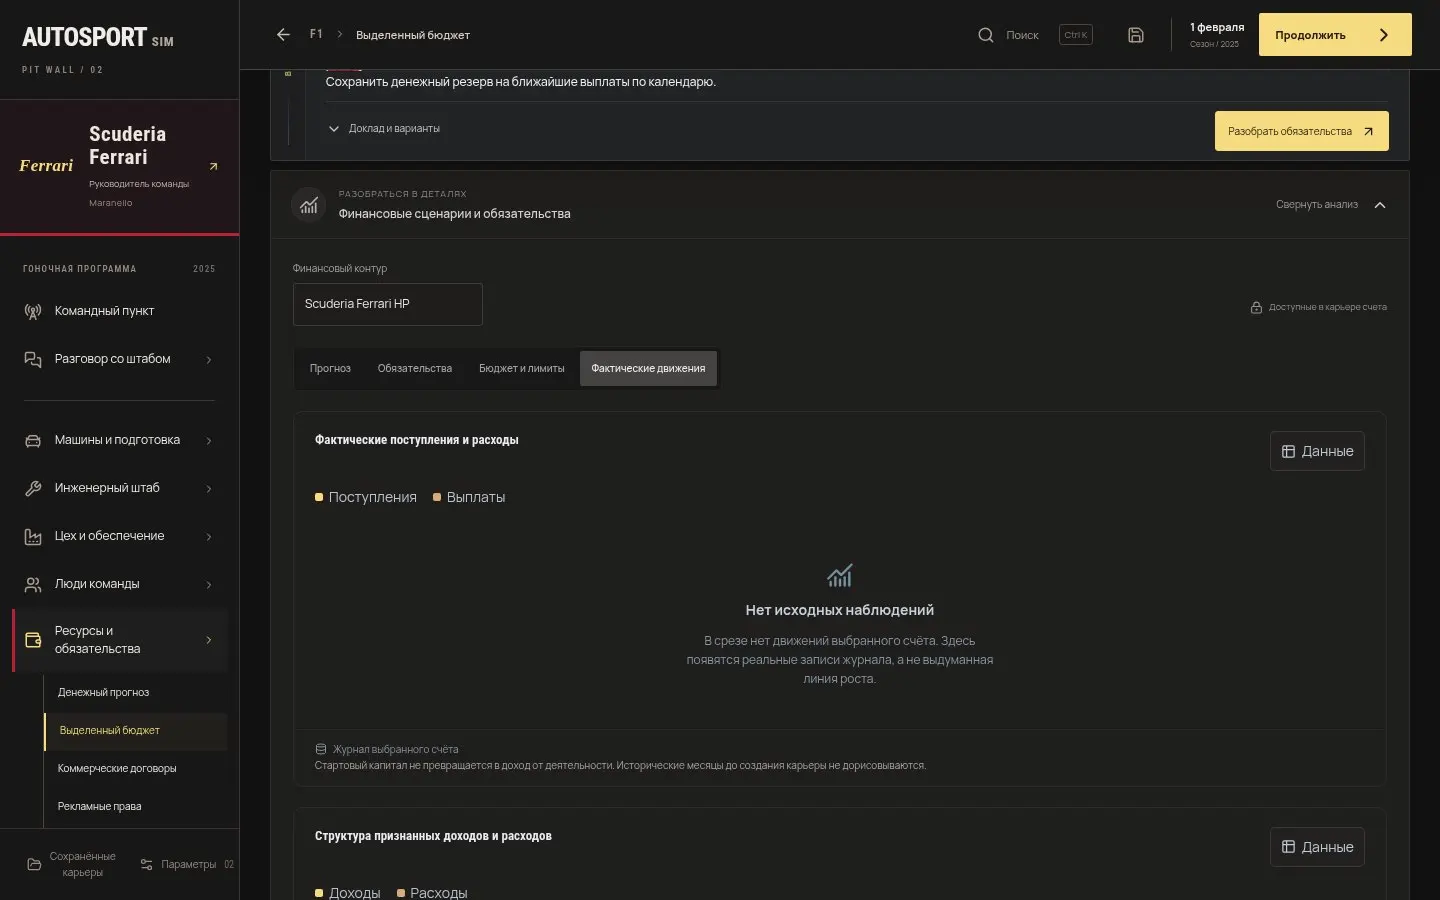 AUTOSPORT SIM
PIT WALL / 02
Ferrari
Scuderia
Ferrari
Руководитель команды
Maranello
ГОНОЧНАЯ ПРОГРАММА 2025
Командный пункт
Разговор со штабом
Машины и подготовка
Инженерный штаб
Цех и обеспечение
Люди команды
Ресурсы и
обязательства
Денежный прогноз
Выделенный бюджет
Коммерческие договоры
Рекламные права
Сохранённые
карьеры
Параметры 02
F1 Выделенный бюджет
Поиск Ctrl K
1 февраля
Сезон / 2025
Продолжить
Сохранить денежный резерв на ближайшие выплаты по календарю.
Доклад и варианты
Разобрать обязательства
РАЗОБРАТЬСЯ В ДЕТАЛЯХ
Финансовые сценарии и обязательства
Свернуть анализ
Финансовый контур
Scuderia Ferrari HP
Доступные в карьере счета
Прогноз Обязательства Бюджет и лимиты Фактические движения
Фактические поступления и расходы
Данные
Поступления Выплаты
Нет исходных наблюдений
В срезе нет движений выбранного счёта. Здесь
появятся реальные записи журнала, а не выдуманная
линия роста.
Журнал выбранного счёта
Стартовый капитал не превращается в доход от деятельности. Исторические месяцы до создания карьеры не дорисовываются.
Структура признанных доходов и расходов
Данные
Доходы Расходы